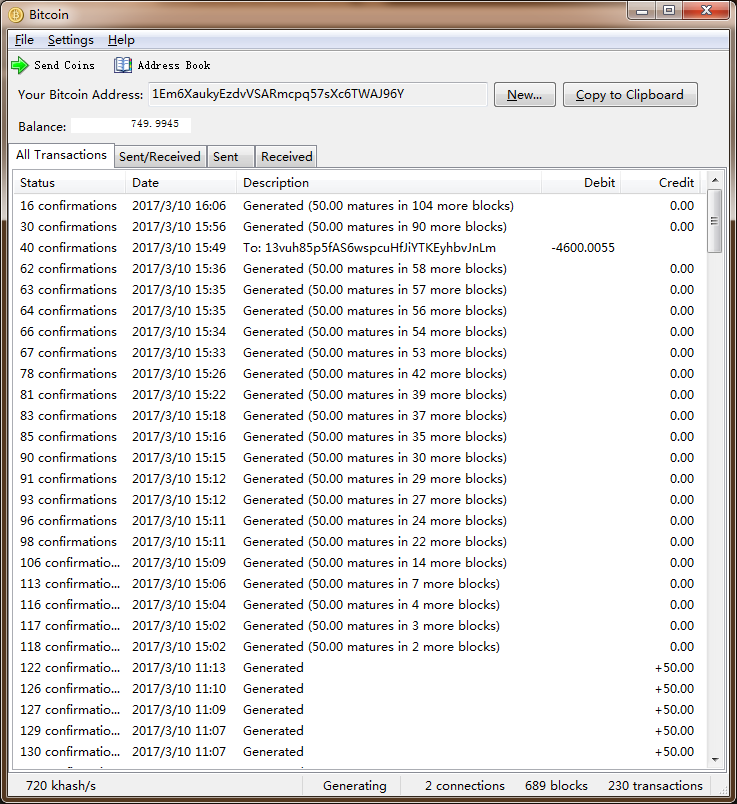 Bitcoin
File Settings Help
Send Coins Address Book
Your Bitcoin Address: 1Em6XaukyEzdvVSARmcpq57sXc6TWAJ96Y New... Copy to Clipboard
Balance: 749.9945
All Transactions Sent/Received Sent Received
Status Date Description Debit Credit
16 confirmations 2017/3/10 16:06 Generated (50.00 matures in 104 more blocks) 0.00
30 confirmations 2017/3/10 15:56 Generated (50.00 matures in 90 more blocks) 0.00
40 confirmations 2017/3/10 15:49 To: 13vuh85p5fAS6wspcuHfJiYTKEyhbvJnLm -4600.0055
62 confirmations 2017/3/10 15:36 Generated (50.00 matures in 58 more blocks) 0.00
63 confirmations 2017/3/10 15:35 Generated (50.00 matures in 57 more blocks) 0.00
64 confirmations 2017/3/10 15:35 Generated (50.00 matures in 56 more blocks) 0.00
66 confirmations 2017/3/10 15:34 Generated (50.00 matures in 54 more blocks) 0.00
67 confirmations 2017/3/10 15:33 Generated (50.00 matures in 53 more blocks) 0.00
78 confirmations 2017/3/10 15:26 Generated (50.00 matures in 42 more blocks) 0.00
81 confirmations 2017/3/10 15:22 Generated (50.00 matures in 39 more blocks) 0.00
83 confirmations 2017/3/10 15:18 Generated (50.00 matures in 37 more blocks) 0.00
85 confirmations 2017/3/10 15:16 Generated (50.00 matures in 35 more blocks) 0.00
90 confirmations 2017/3/10 15:15 Generated (50.00 matures in 30 more blocks) 0.00
91 confirmations 2017/3/10 15:12 Generated (50.00 matures in 29 more blocks) 0.00
93 confirmations 2017/3/10 15:12 Generated (50.00 matures in 27 more blocks) 0.00
96 confirmations 2017/3/10 15:11 Generated (50.00 matures in 24 more blocks) 0.00
98 confirmations 2017/3/10 15:11 Generated (50.00 matures in 22 more blocks) 0.00
106 confirmatio... 2017/3/10 15:09 Generated (50.00 matures in 14 more blocks) 0.00
113 confirmatio... 2017/3/10 15:06 Generated (50.00 matures in 7 more blocks) 0.00
116 confirmatio... 2017/3/10 15:04 Generated (50.00 matures in 4 more blocks) 0.00
117 confirmatio... 2017/3/10 15:02 Generated (50.00 matures in 3 more blocks) 0.00
118 confirmatio... 2017/3/10 15:02 Generated (50.00 matures in 2 more blocks) 0.00
122 confirmatio... 2017/3/10 11:13 Generated +50.00
126 confirmatio... 2017/3/10 11:10 Generated +50.00
127 confirmatio... 2017/3/10 11:09 Generated +50.00
129 confirmatio... 2017/3/10 11:07 Generated +50.00
130 confirmatio... 2017/3/10 11:07 Generated +50.00
720 khash/s Generating 2 connections 689 blocks 230 transactions